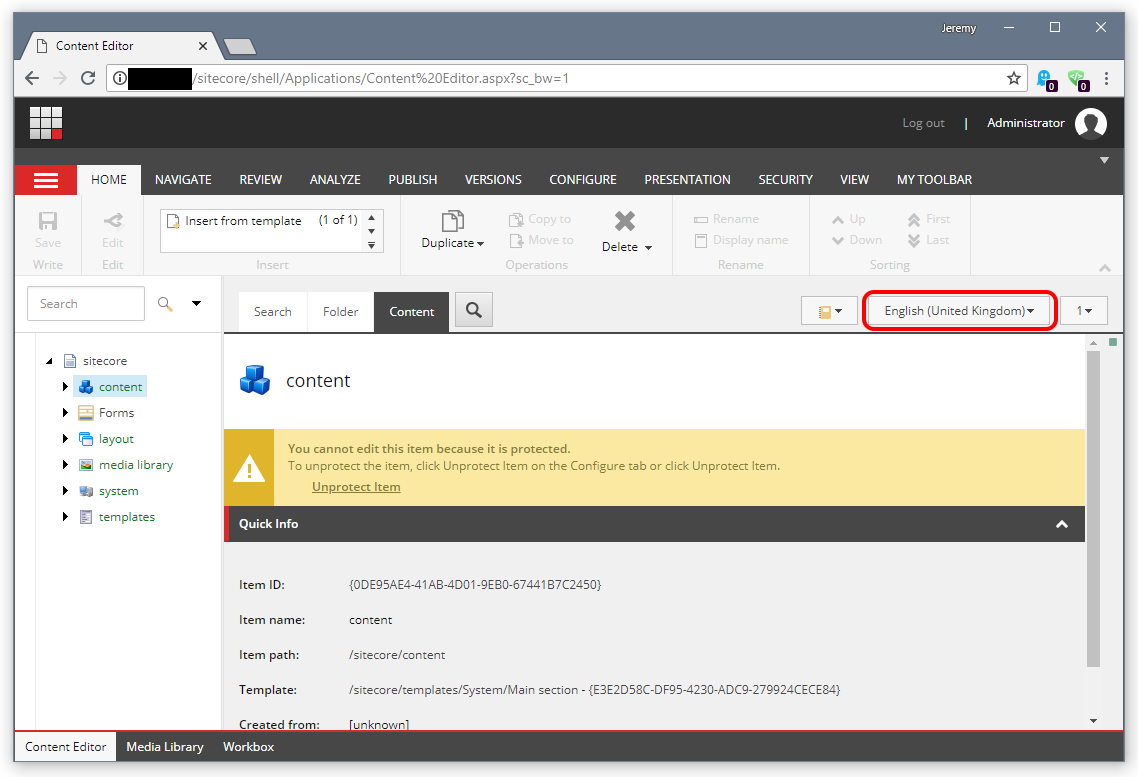 Jeremy
Content Editor
/sitecore/shell/Applications/Content%20Editor.aspx?sc_bw=1
0 0
Log out | Administrator
HOME NAVIGATE REVIEW ANALYZE PUBLISH VERSIONS CONFIGURE PRESENTATION SECURITY VIEW MY TOOLBAR
Save
Write
Edit
Edit
Insert from template (1 of 1)
Insert
Duplicate
Copy to
Move to
Delete
Operations
Rename
Display name
Rename
Up First
Down Last
Sorting
Search
Search Folder Content
English (United Kingdom) 1
sitecore
content
Forms
layout
media library
system
templates
content
You cannot edit this item because it is protected.
To unprotect the item, click Unprotect Item on the Configure tab or click Unprotect Item.
Unprotect Item
Quick Info
Item ID: {0DE95AE4-41AB-4D01-9EB0-67441B7C2450}
Item name: content
Item path: /sitecore/content
Template: /sitecore/templates/System/Main section - {E3E2D58C-DF95-4230-ADC9-279924CECE84}
Created from: [unknown]
Content Editor Media Library Workbox